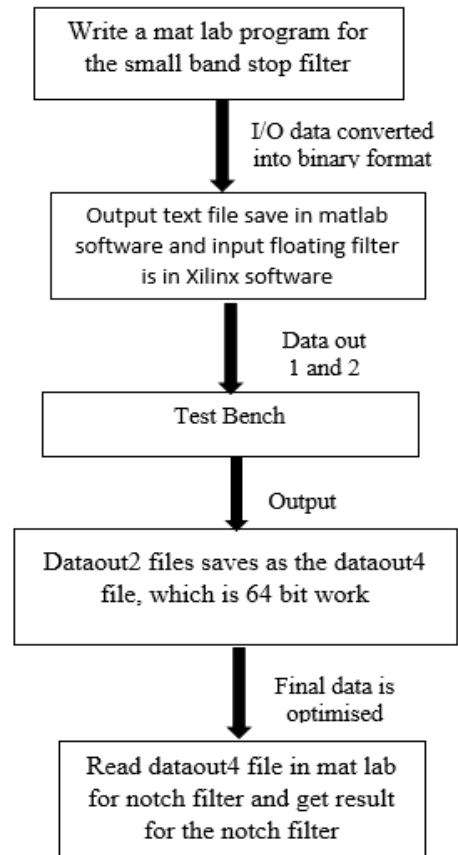 Write a mat lab program for
the small band stop filter
I/O data converted
into binary format
Output text file save in matlab
software and input floating filter
is in Xilinx software
Data out
1 and 2
Test Bench
Output
Dataout2 files saves as the dataout4
file, which is 64 bit work
Final data is
optimised
Read dataout4 file in mat lab
for notch filter and get result
for the notch filter